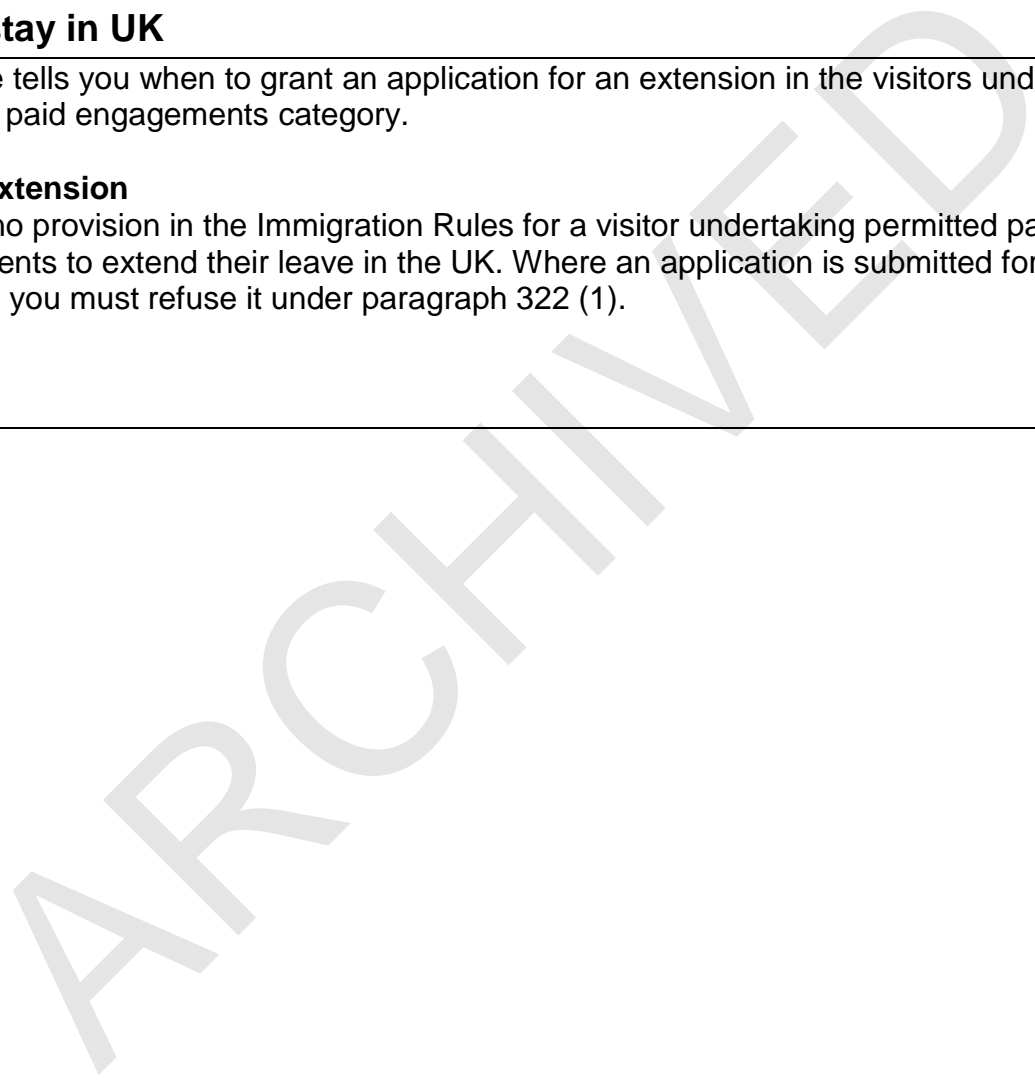 stay in UK
e tells you when to grant an application for an extension in the visitors und
paid engagements category.
xtension
no provision in the Immigration Rules for a visitor undertaking permitted pa
ents to extend their leave in the UK. Where an application is submitted for
you must refuse it under paragraph 322 (1).
ARCHIVED